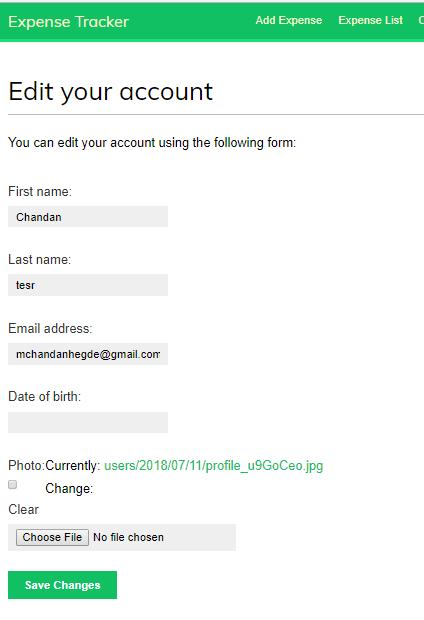 Expense Tracker Add Expense Expense List
Edit your account
You can edit your account using the following form:
First name:
Chandan
Last name:
tesr
Email address:
mchandanhegde@gmail.com
Date of birth:
Photo:Currently: users/2018/07/11/profile_u9GoCeo.jpg
Change:
Clear
Choose File No file chosen
Save Changes